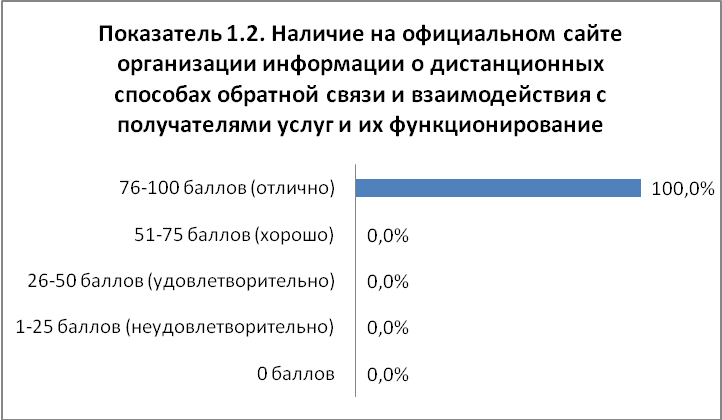 Показатель 1.2. Наличие на официальном сайте
организации информации о дистанционных
способах обратной связи и взаимодействия с
получателями услуг и их функционирование
76-100 баллов (отлично) 100,0%
51-75 баллов (хорошо) 0,0%
26-50 баллов (удовлетворительно) 0,0%
1-25 баллов (неудовлетворительно) 0,0%
0 баллов 0,0%